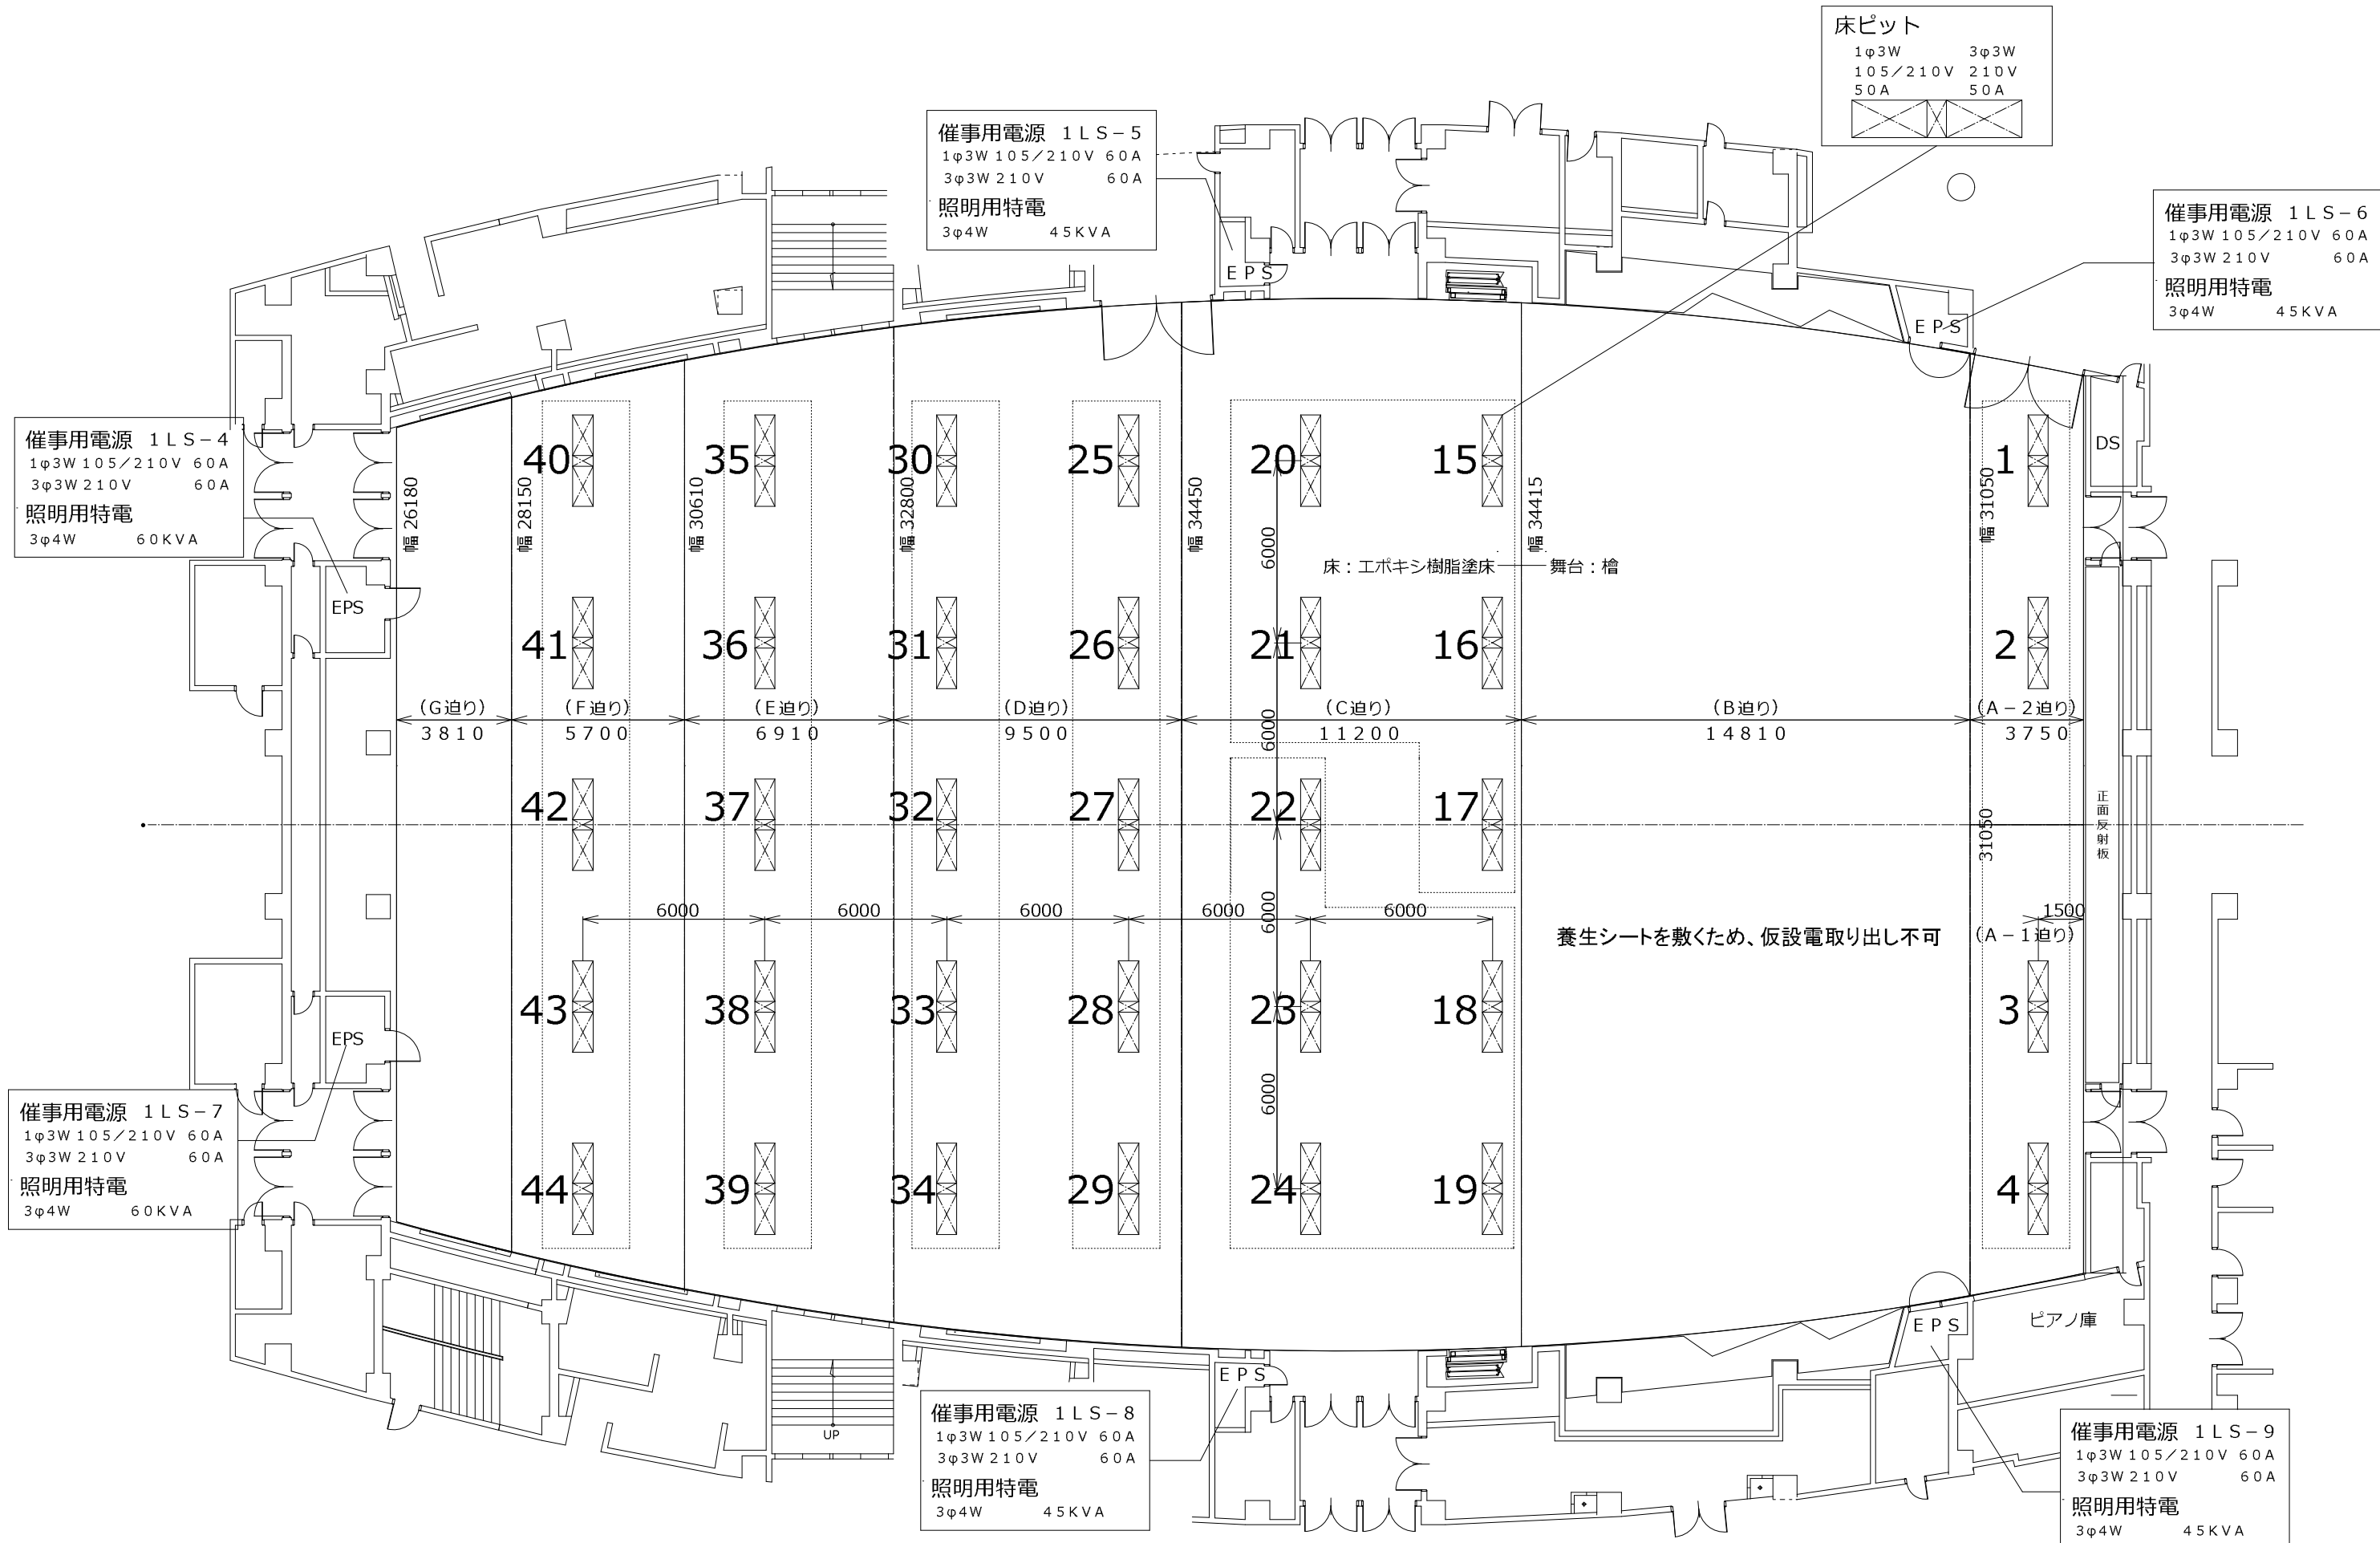 床ピット
1φ3W 3φ3W
105／210V 210V
50A 50A
催事用電源 1LS－5
1φ3W 105／210V 60A
3φ3W 210V 60A
照明用特電
3φ4W 45KVA
催事用電源 1LS－6
1φ3W 105／210V 60A
3φ3W 210V 60A
照明用特電
3φ4W 45KVA
EPS
EPS
催事用電源 1LS－4
1φ3W 105／210V 60A
3φ3W 210V 60A
照明用特電
3φ4W 60KVA
40 35 30 25 20 15 1
DS
幅 26180
幅 28150
幅 30610
幅 32800
幅 34450
幅 34415
幅 31050
6000
床：エポキシ樹脂塗床 舞台：檜
EPS
41 36 31 26 21 16 2
(G迫り) (F迫り) (E迫り) (D迫り) (C迫り) (B迫り) (A－2迫り)
3810 5700 6910 9500 11200 14810 3750
6000
42 37 32 27 22 17
31050
正面反射板
6000 6000 6000 6000 6000 1500
6000
養生シートを敷くため、仮設電取り出し不可
(A－1迫り)
43 38 33 28 23 18 3
EPS
6000
催事用電源 1LS－7
1φ3W 105／210V 60A
3φ3W 210V 60A
照明用特電
3φ4W 60KVA
44 39 34 29 24 19 4
EPS
ピアノ庫
EPS
UP
催事用電源 1LS－8
1φ3W 105／210V 60A
3φ3W 210V 60A
照明用特電
3φ4W 45KVA
催事用電源 1LS－9
1φ3W 105／210V 60A
3φ3W 210V 60A
照明用特電
3φ4W 45KVA